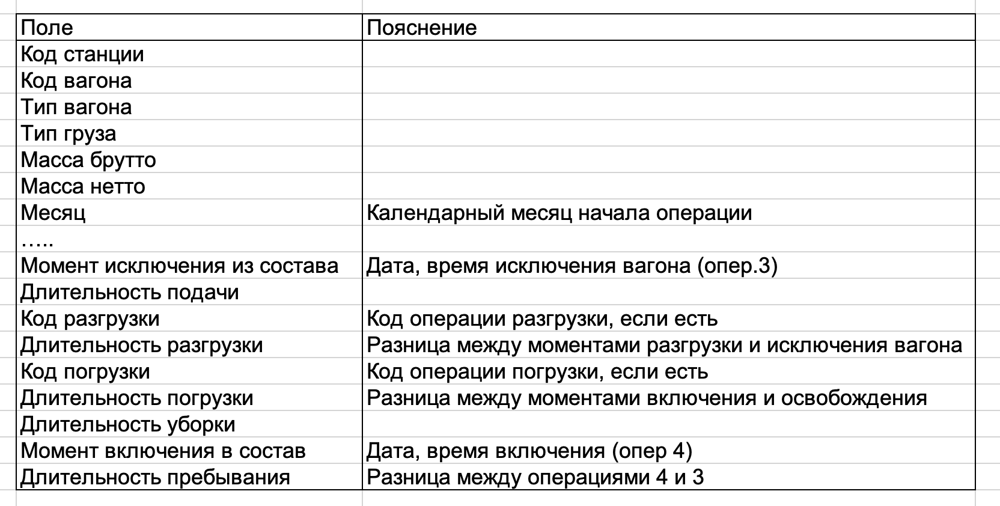 Поле Пояснение
Код станции
Код вагона
Тип вагона
Тип груза
Масса брутто
Масса нетто
Месяц Календарный месяц начала операции
…..
Момент исключения из состава Дата, время исключения вагона (опер.3)
Длительность подачи
Код разгрузки Код операции разгрузки, если есть
Длительность разгрузки Разница между моментами разгрузки и исключения вагона
Код погрузки Код операции погрузки, если есть
Длительность погрузки Разница между моментами включения и освобождения
Длительность уборки
Момент включения в состав Дата, время включения (опер 4)
Длительность пребывания Разница между операциями 4 и 3